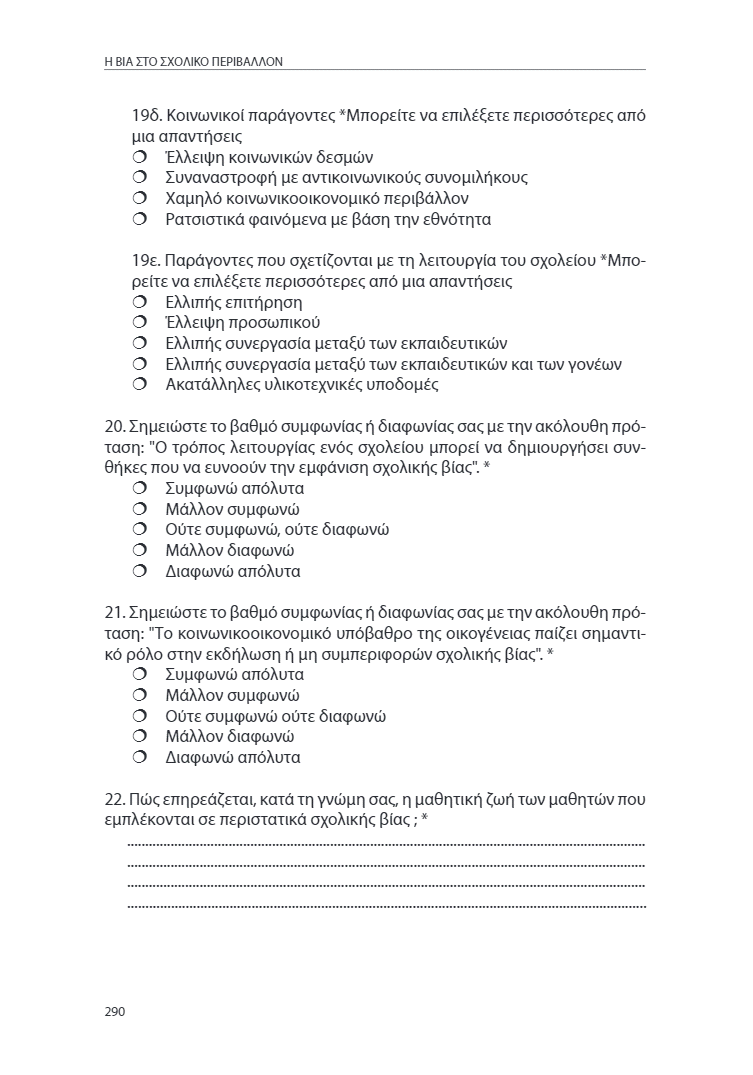 Η ΒΙΑ ΣΤΟ ΣΧΟΛΙΚΟ ΠΕΡΙΒΑΛΛΟΝ
19δ. Κοινωνικοί παράγοντες *Μπορείτε να επιλέξετε περισσότερες από
μια απαντήσεις
❍ Έλλειψη κοινωνικών δεσμών
❍ Συναναστροφή με αντικοινωνικούς συνομιλήκους
❍ Χαμηλό κοινωνικοοικονομικό περιβάλλον
❍ Ρατσιστικά φαινόμενα με βάση την εθνότητα
19ε. Παράγοντες που σχετίζονται με τη λειτουργία του σχολείου *Μπο-
ρείτε να επιλέξετε περισσότερες από μια απαντήσεις
❍ Ελλιπής επιτήρηση
❍ Έλλειψη προσωπικού
❍ Ελλιπής συνεργασία μεταξύ των εκπαιδευτικών
❍ Ελλιπής συνεργασία μεταξύ των εκπαιδευτικών και των γονέων
❍ Ακατάλληλες υλικοτεχνικές υποδομές
20. Σημειώστε το βαθμό συμφωνίας ή διαφωνίας σας με την ακόλουθη πρό-
ταση: "Ο τρόπος λειτουργίας ενός σχολείου μπορεί να δημιουργήσει συν-
θήκες που να ευνοούν την εμφάνιση σχολικής βίας". *
❍ Συμφωνώ απόλυτα
❍ Μάλλον συμφωνώ
❍ Ούτε συμφωνώ, ούτε διαφωνώ
❍ Μάλλον διαφωνώ
❍ Διαφωνώ απόλυτα
21. Σημειώστε το βαθμό συμφωνίας ή διαφωνίας σας με την ακόλουθη πρό-
ταση: "Το κοινωνικοοικονομικό υπόβαθρο της οικογένειας παίζει σημαντι-
κό ρόλο στην εκδήλωση ή μη συμπεριφορών σχολικής βίας". *
❍ Συμφωνώ απόλυτα
❍ Μάλλον συμφωνώ
❍ Ούτε συμφωνώ ούτε διαφωνώ
❍ Μάλλον διαφωνώ
❍ Διαφωνώ απόλυτα
22. Πώς επηρεάζεται, κατά τη γνώμη σας, η μαθητική ζωή των μαθητών που
εμπλέκονται σε περιστατικά σχολικής βίας ; *
290